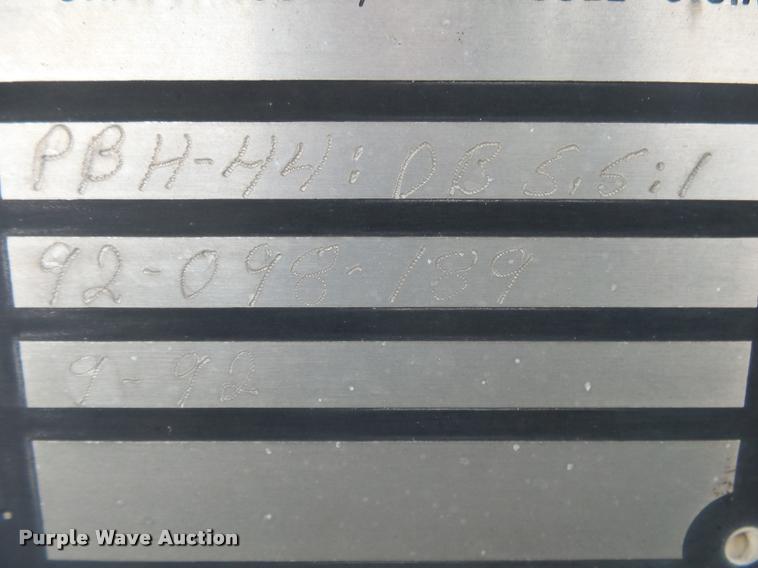 PBH-44: DB 5.5:1
92-098-189
9-92
Purple Wave Auction